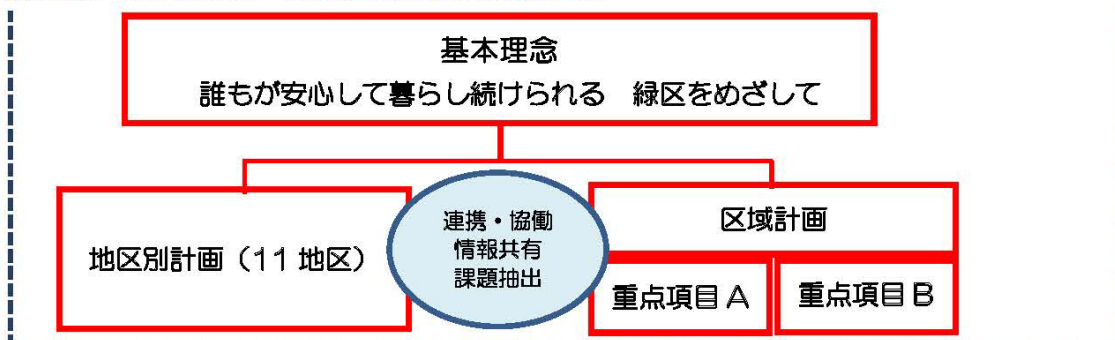 基本理念
誰もが安心して暮らし続けられる　緑区をめざして
地区別計画（11 地区）
連携・協働
情報共有
課題抽出
区域計画
重点項目 A
重点項目 B